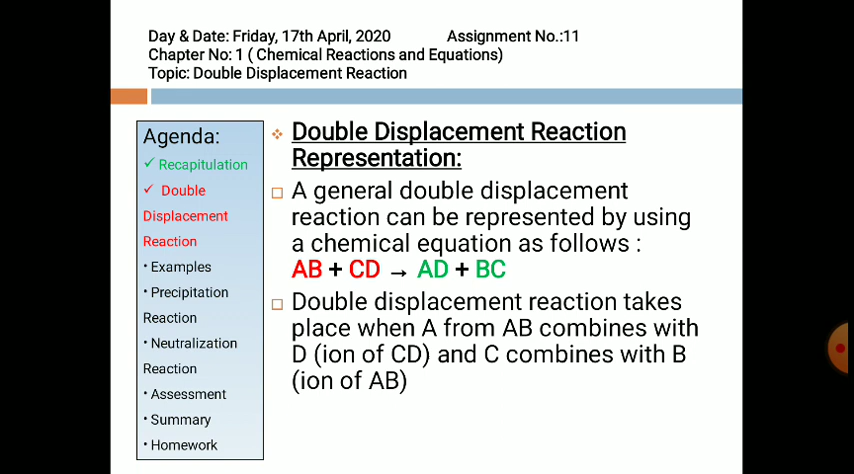 Day & Date: Friday, 17th April, 2020 Assignment No.:11
Chapter No: 1 ( Chemical Reactions and Equations)
Topic: Double Displacement Reaction
Agenda:
✓ Recapitulation
✓ Double
Displacement
Reaction
• Examples
• Precipitation
Reaction
• Neutralization
Reaction
• Assessment
• Summary
• Homework
❖ Double Displacement Reaction
Representation:
□ A general double displacement
reaction can be represented by using
a chemical equation as follows :
AB + CD → AD + BC
□ Double displacement reaction takes
place when A from AB combines with
D (ion of CD) and C combines with B
(ion of AB)